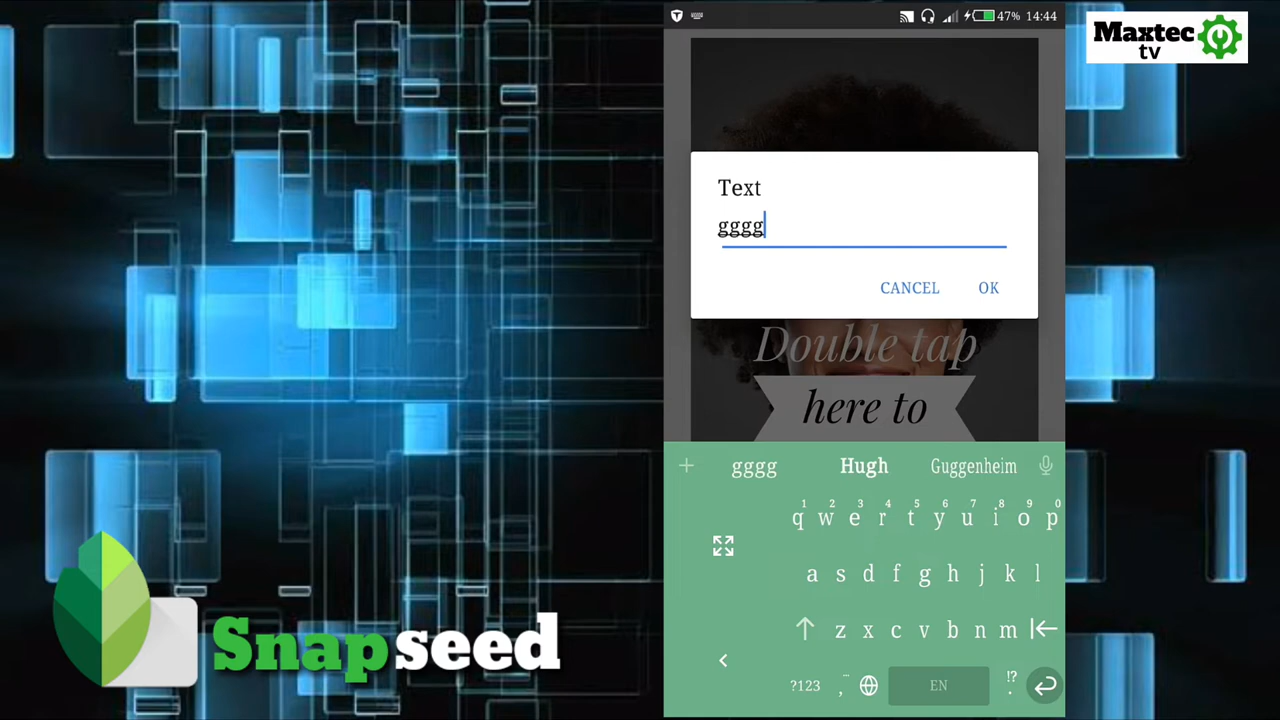 47% 14:44
Maxtec
tv
Text
gggg
CANCEL OK
Double tap
here to
gggg Hugh Guggenheim
1 2 3 4 5 6 7 8 9 0
q w e r t y u i o p
a s d f g h j k l
z x c v b n m
?123 , EN !? .
Snapseed